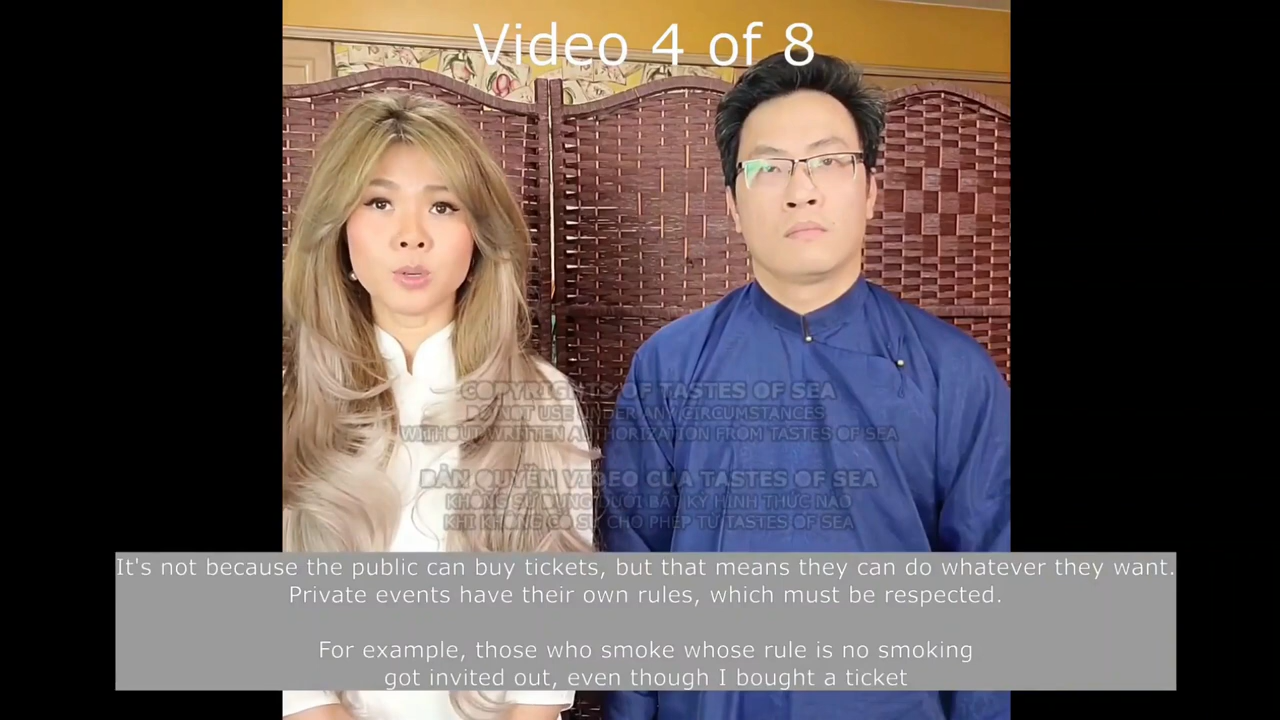 Video 4 of 8
COPYRIGHTS OF TASTES OF SEA
DO NOT USE UNDER ANY CIRCUMSTANCES
WITHOUT WRITTEN AUTHORIZATION FROM TASTES OF SEA
BẢN QUYỀN VIDEO CỦA TASTES OF SEA
KHÔNG SỬ DỤNG DƯỚI BẤT KỲ HÌNH THỨC NÀO
KHI KHÔNG CÓ SỰ CHO PHÉP TỪ TASTES OF SEA
It's not because the public can buy tickets, but that means they can do whatever they want.
Private events have their own rules, which must be respected.
For example, those who smoke whose rule is no smoking
got invited out, even though I bought a ticket